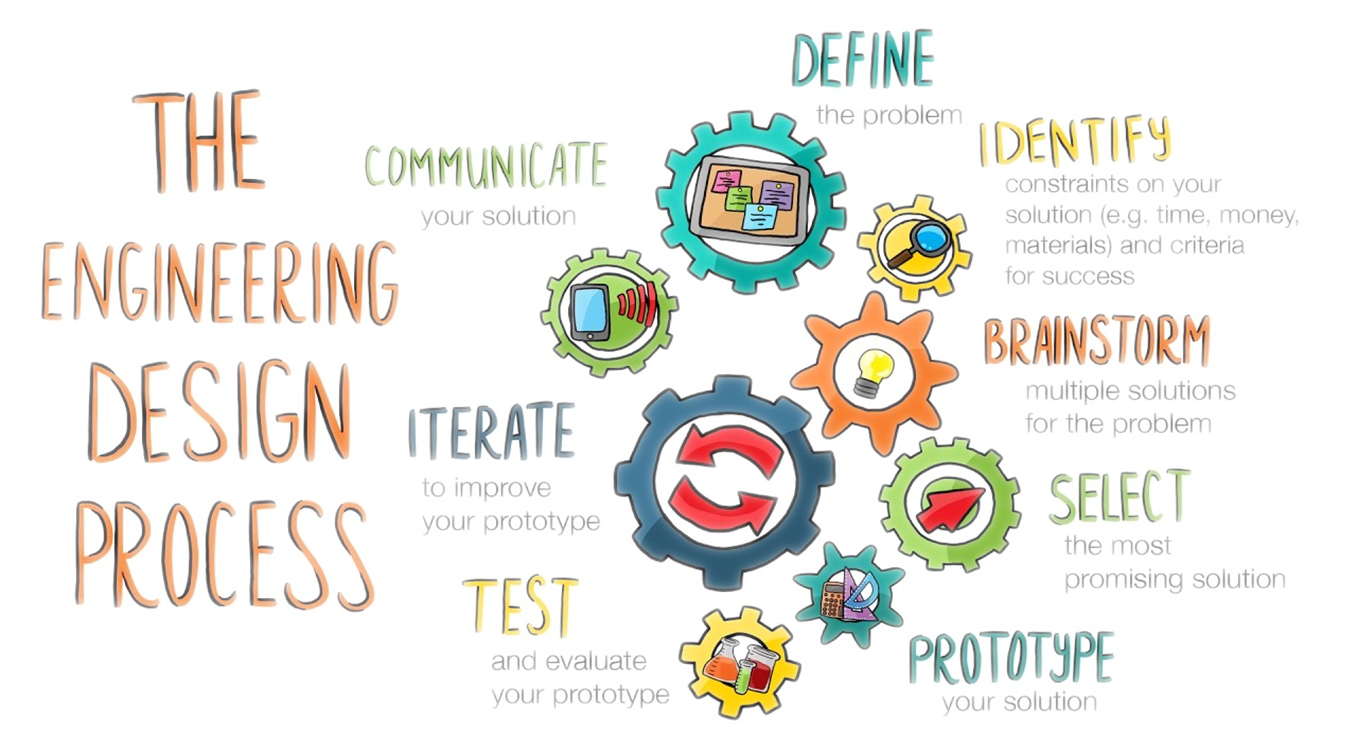 THE
ENGINEERING
DESIGN
PROCESS
DEFINE
the problem
IDENTIFY
constraints on your
solution (e.g. time, money,
materials) and criteria
for success
BRAINSTORM
multiple solutions
for the problem
SELECT
the most
promising solution
PROTOTYPE
your solution
TEST
and evaluate
your prototype
ITERATE
to improve
your prototype
COMMUNICATE
your solution